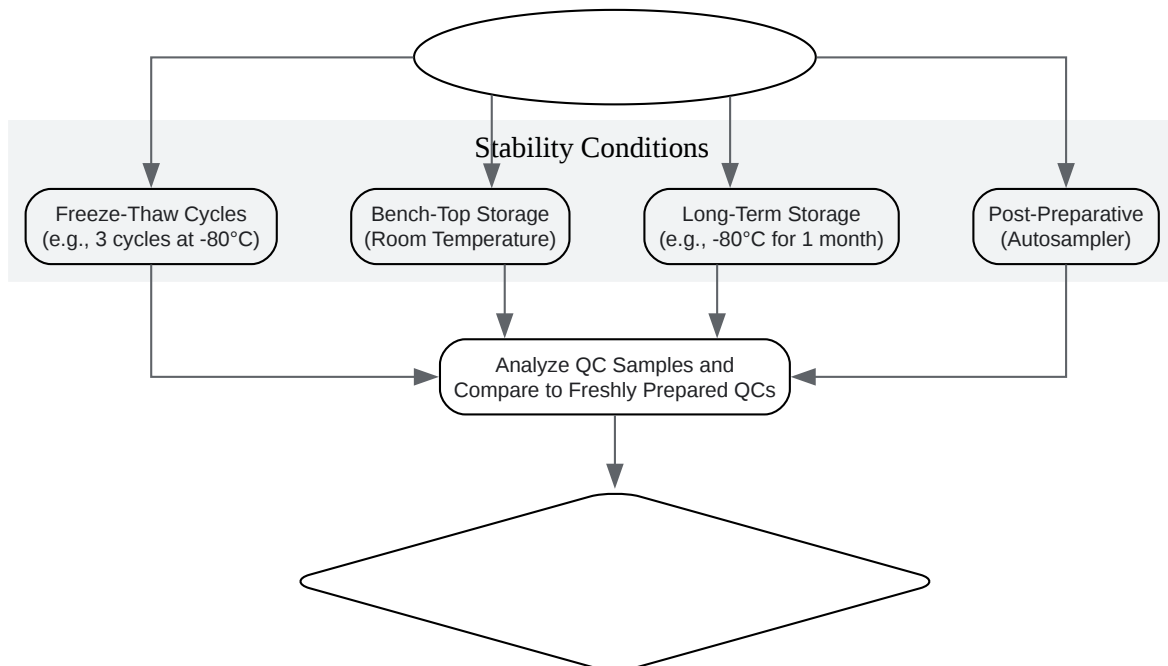 Stability Conditions
Freeze-Thaw Cycles
(e.g., 3 cycles at -80°C)
Bench-Top Storage
(Room Temperature)
Long-Term Storage
(e.g., -80°C for 1 month)
Post-Preparative
(Autosampler)
Analyze QC Samples and
Compare to Freshly Prepared QCs